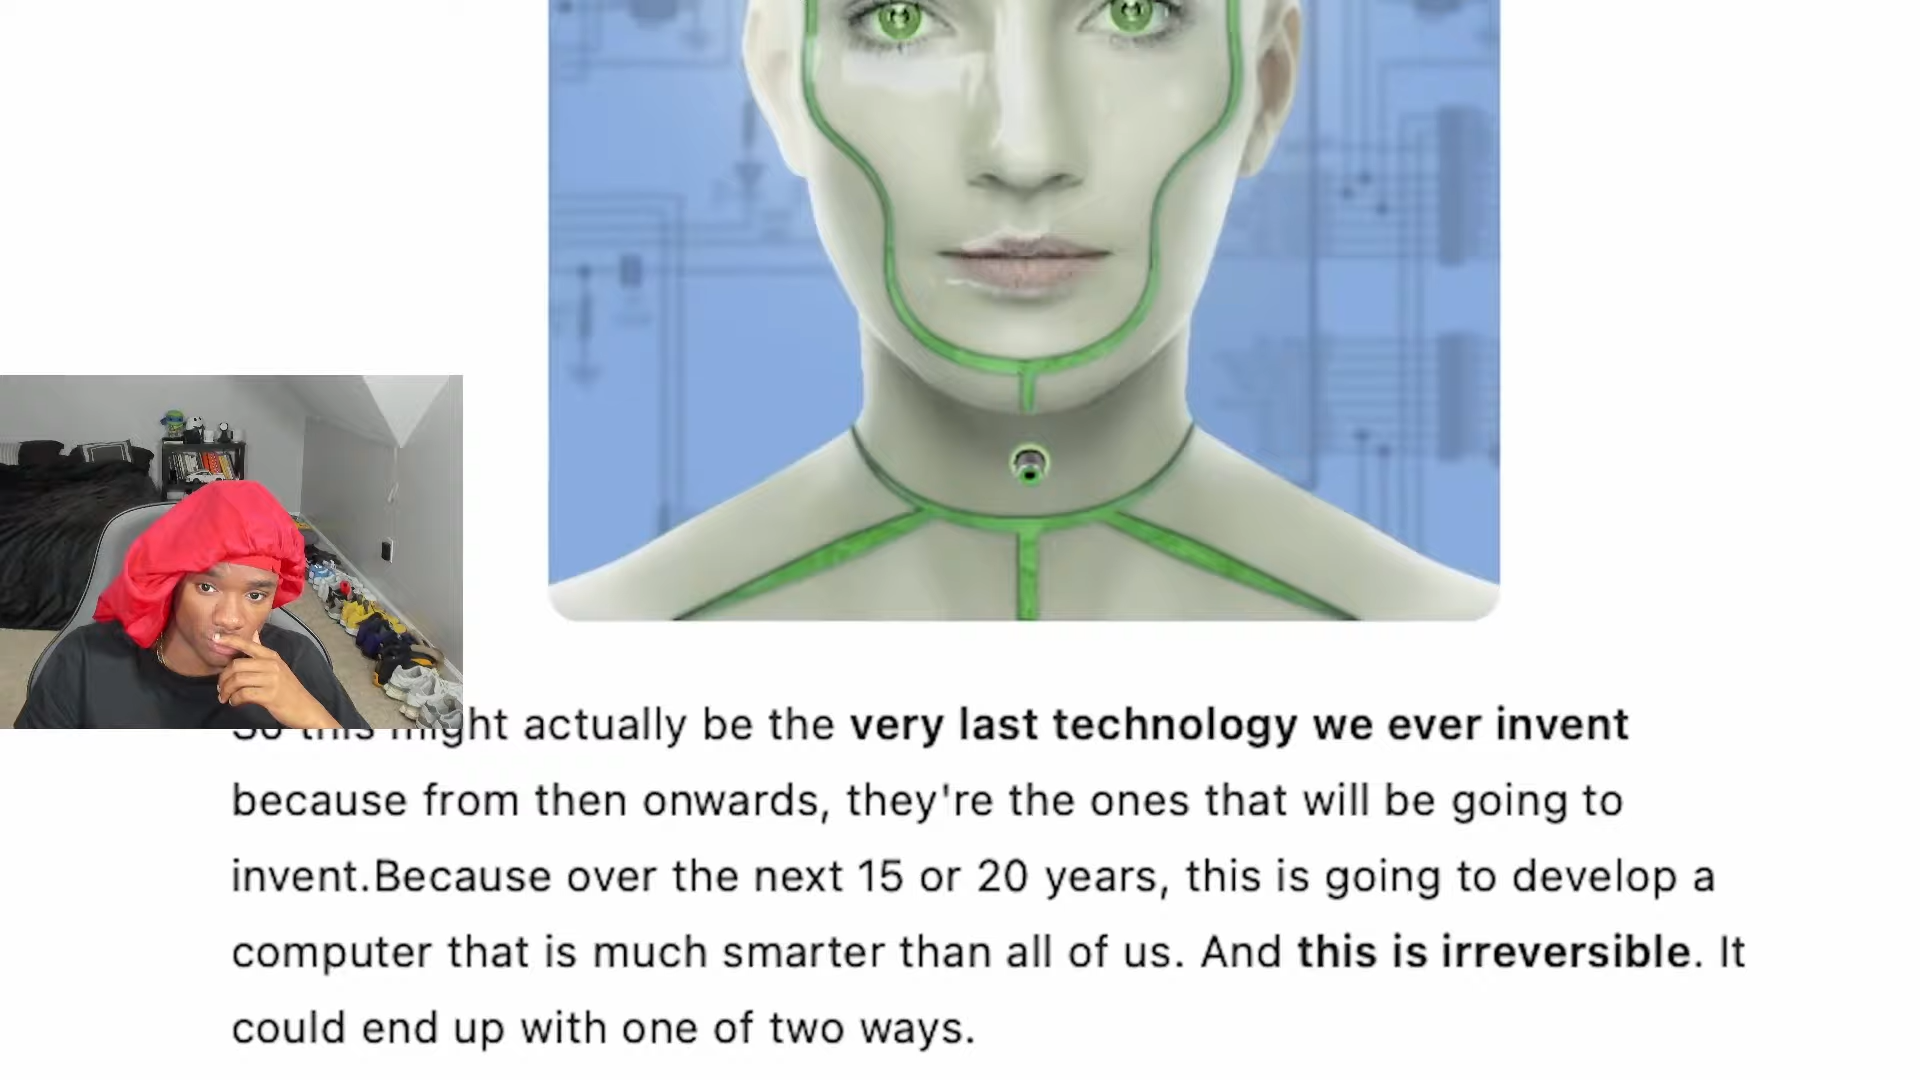 So this might actually be the very last technology we ever invent
because from then onwards, they're the ones that will be going to
invent.Because over the next 15 or 20 years, this is going to develop a
computer that is much smarter than all of us. And this is irreversible. It
could end up with one of two ways.